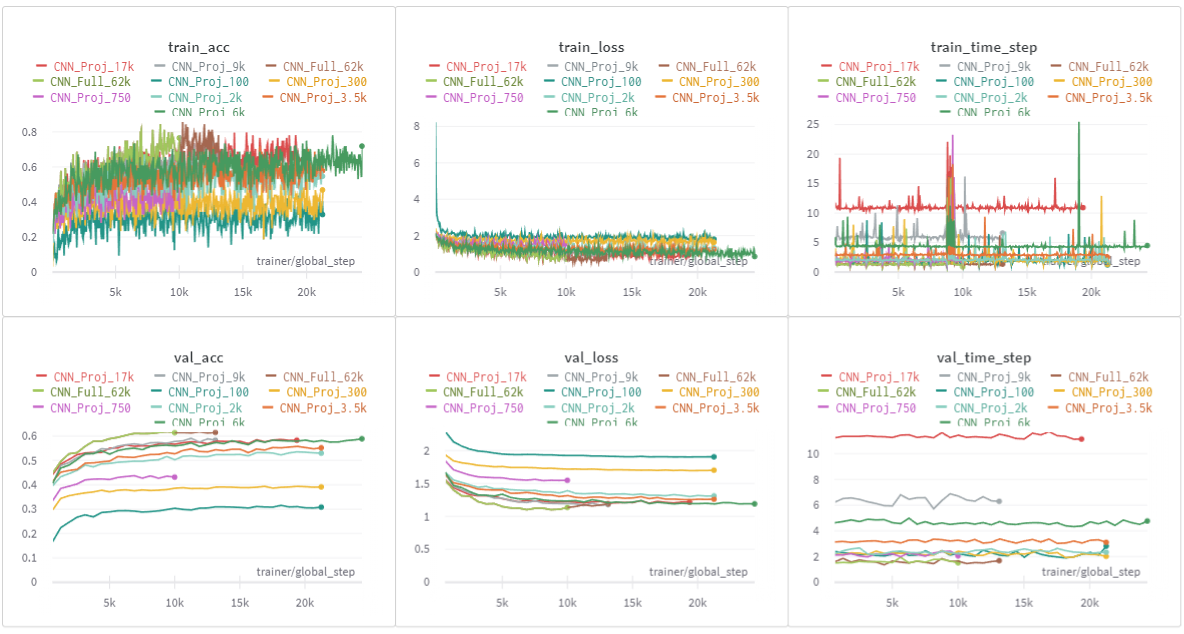 train_acc
CNN_Proj_17k CNN_Proj_9k CNN_Full_62k
CNN_Full_62k CNN_Proj_100 CNN_Proj_300
CNN_Proj_750 CNN_Proj_2k CNN_Proj_3.5k
CNN_Proj_6k
0.8
0.6
0.4
0.2
0
trainer/global_step
5k 10k 15k 20k
train_loss
CNN_Proj_17k CNN_Proj_9k CNN_Full_62k
CNN_Full_62k CNN_Proj_100 CNN_Proj_300
CNN_Proj_750 CNN_Proj_2k CNN_Proj_3.5k
CNN_Proj_6k
8
6
4
2
0
trainer/global_step
5k 10k 15k 20k
train_time_step
CNN_Proj_17k CNN_Proj_9k CNN_Full_62k
CNN_Full_62k CNN_Proj_100 CNN_Proj_300
CNN_Proj_750 CNN_Proj_2k CNN_Proj_3.5k
CNN_Proj_6k
25
20
15
10
5
0
trainer/global_step
5k 10k 15k 20k
val_acc
CNN_Proj_17k CNN_Proj_9k CNN_Full_62k
CNN_Full_62k CNN_Proj_100 CNN_Proj_300
CNN_Proj_750 CNN_Proj_2k CNN_Proj_3.5k
CNN_Proj_6k
0.6
0.5
0.4
0.3
0.2
0.1
0
trainer/global_step
5k 10k 15k 20k
val_loss
CNN_Proj_17k CNN_Proj_9k CNN_Full_62k
CNN_Full_62k CNN_Proj_100 CNN_Proj_300
CNN_Proj_750 CNN_Proj_2k CNN_Proj_3.5k
CNN_Proj_6k
2
1.5
1
0.5
0
trainer/global_step
5k 10k 15k 20k
val_time_step
CNN_Proj_17k CNN_Proj_9k CNN_Full_62k
CNN_Full_62k CNN_Proj_100 CNN_Proj_300
CNN_Proj_750 CNN_Proj_2k CNN_Proj_3.5k
CNN_Proj_6k
10
8
6
4
2
0
trainer/global_step
5k 10k 15k 20k